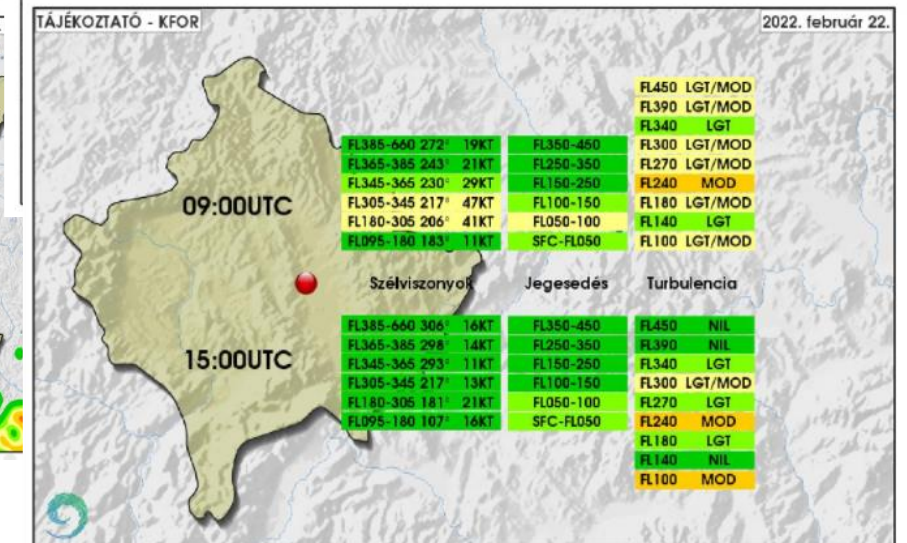 TÁJÉKOZTATÓ - KFOR
2022. február 22.
09:00UTC
FL385-660 272° 19KT
FL365-385 243° 21KT
FL345-365 230° 29KT
FL305-345 217° 47KT
FL180-305 206° 41KT
FL095-180 183° 11KT
FL350-450
FL250-350
FL150-250
FL100-150
FL050-100
SFC-FL050
FL450 LGT/MOD
FL390 LGT/MOD
FL340 LGT
FL300 LGT/MOD
FL270 LGT/MOD
FL240 MOD
FL180 LGT/MOD
FL140 LGT
FL100 LGT/MOD
Szélviszonyok
Jegesedés
Turbulencia
15:00UTC
FL385-660 306° 16KT
FL365-385 298° 14KT
FL345-365 293° 11KT
FL305-345 217° 13KT
FL180-305 181° 21KT
FL095-180 107° 16KT
FL350-450
FL250-350
FL150-250
FL100-150
FL050-100
SFC-FL050
FL450 NIL
FL390 NIL
FL340 LGT
FL300 LGT/MOD
FL270 LGT
FL240 MOD
FL180 LGT
FL140 NIL
FL100 MOD